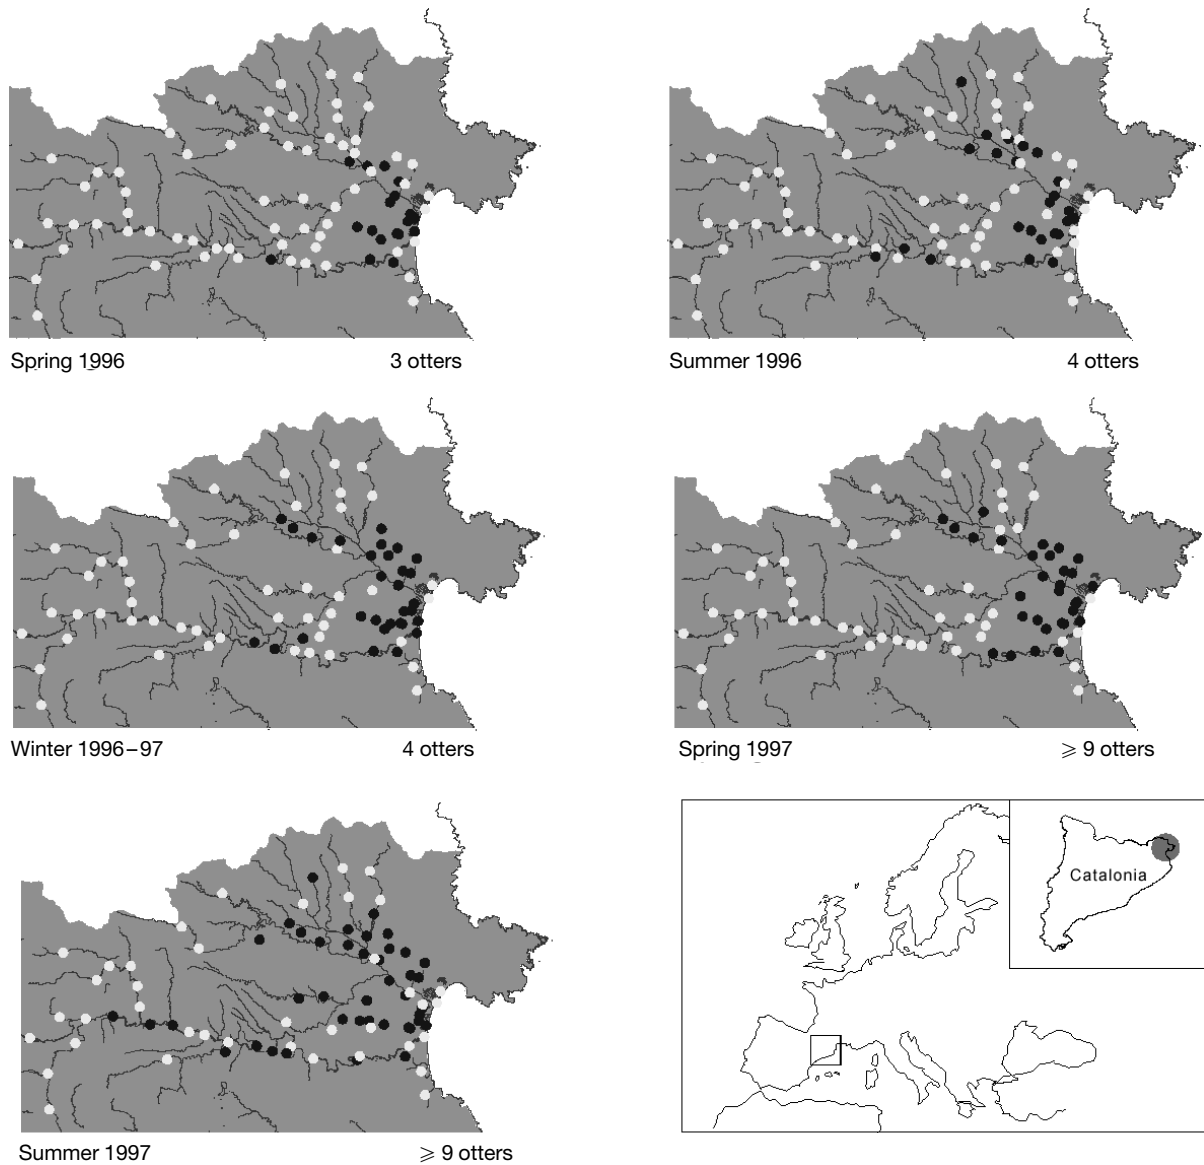 Spring 1996 3 otters
Summer 1996 4 otters
Winter 1996–97 4 otters
Spring 1997 ⩾ 9 otters
Catalonia
Summer 1997 ⩾ 9 otters